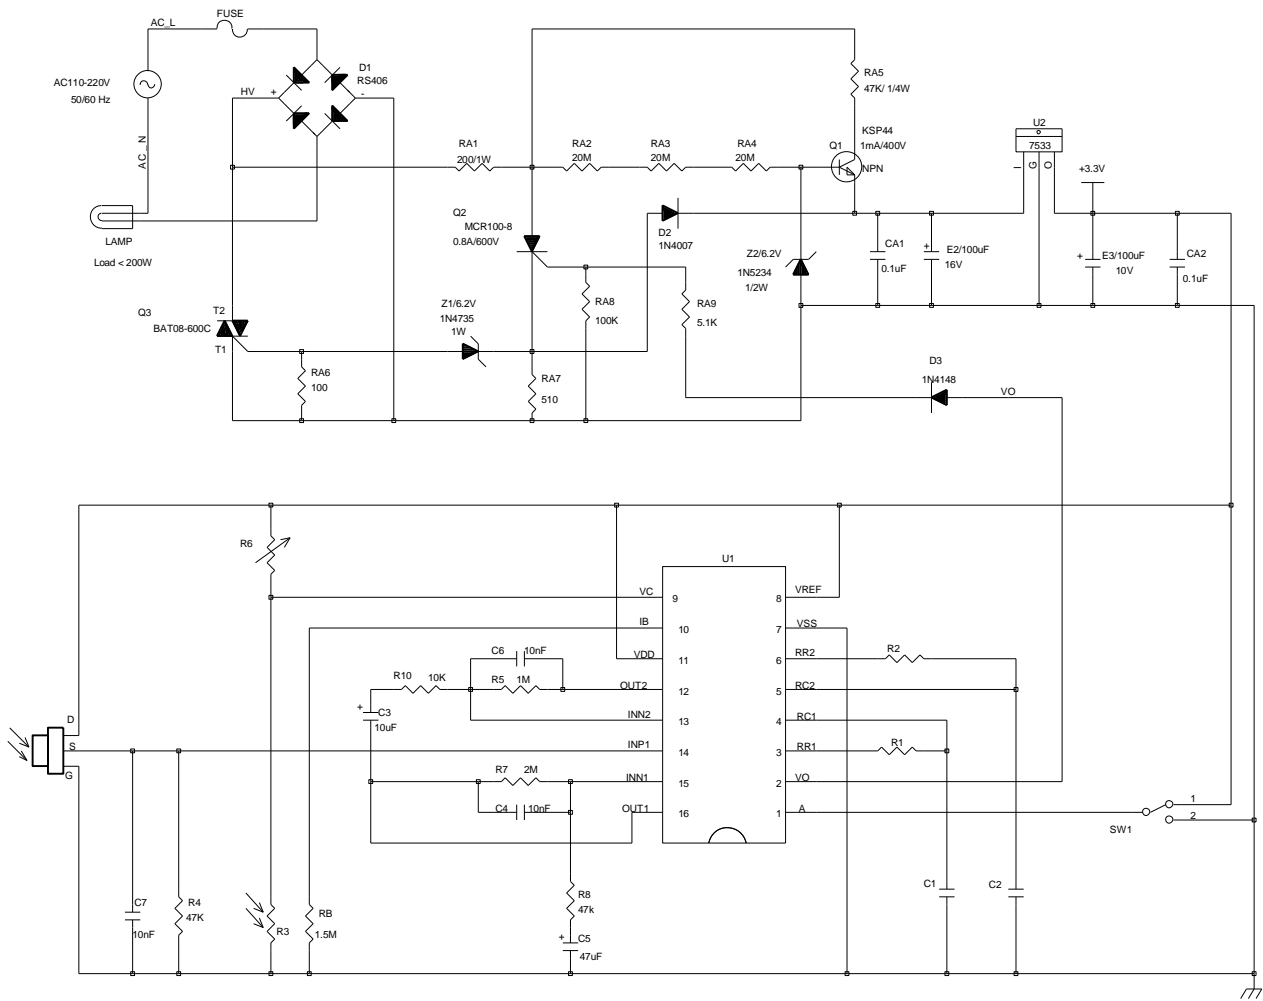 FUSE
AC_L
AC110-220V
50/60 Hz
AC_N
D1
RS406
HV
+
-
LAMP
Load < 200W
Q3
BAT08-600C
T2
T1
RA6
100
RA1
200/1W
RA2
20M
RA3
20M
RA4
20M
RA5
47K/ 1/4W
KSP44
1mA/400V
Q1
NPN
Q2
MCR100-8
0.8A/600V
D2
1N4007
Z1/6.2V
1N4735
1W
RA8
100K
RA7
510
RA9
5.1K
Z2/6.2V
1N5234
1/2W
CA1
0.1uF
+
E2/100uF
16V
U2
7533
I
G
O
+3.3V
+
E3/100uF
10V
CA2
0.1uF
D3
1N4148
VO
R6
U1
VC
9
IB
10
VDD
11
OUT2
12
INN2
13
INP1
14
INN1
15
OUT1
16
8
VREF
7
VSS
6
RR2
5
RC2
4
RC1
3
RR1
2
VO
1
A
C6
10nF
R10
10K
R5
1M
+
C3
10uF
R7
2M
C4
10nF
R2
R1
D
S
G
C7
10nF
R4
47K
R3
RB
1.5M
R8
47k
+
C5
47uF
C1
C2
SW1
1
2